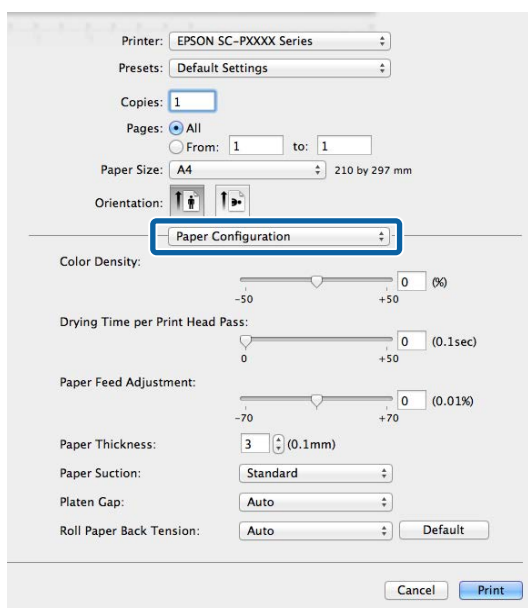 Printer: EPSON SC-PXXXX Series
Presets: Default Settings
Copies: 1
Pages: All
From: 1 to: 1
Paper Size: A4 210 by 297 mm
Orientation:
Paper Configuration
Color Density:
0 (%)
-50 +50
Drying Time per Print Head Pass:
0 (0.1sec)
0 +50
Paper Feed Adjustment:
0 (0.01%)
-70 +70
Paper Thickness: 3 (0.1mm)
Paper Suction: Standard
Platen Gap: Auto
Roll Paper Back Tension: Auto Default
Cancel Print